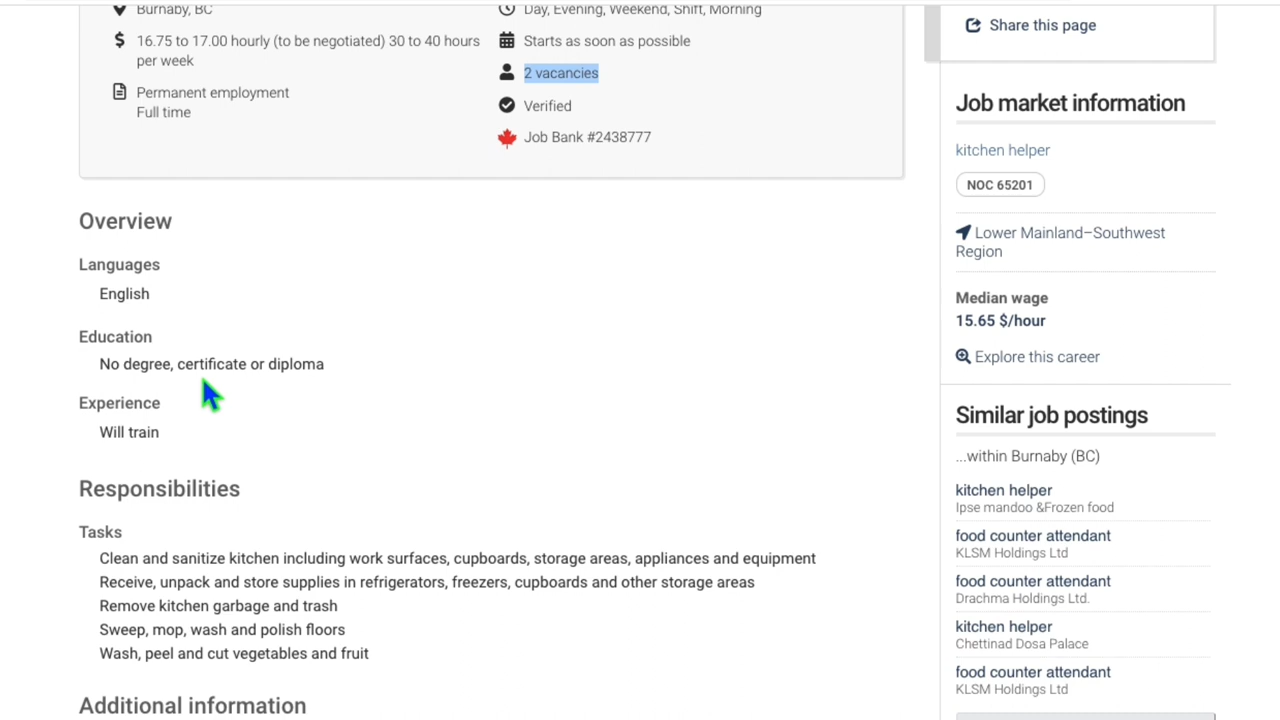 Burnaby, BC
16.75 to 17.00 hourly (to be negotiated) 30 to 40 hours
per week
Permanent employment
Full time
Day, Evening, Weekend, Shift, Morning
Starts as soon as possible
2 vacancies
Verified
Job Bank #2438777
Overview
Languages
English
Education
No degree, certificate or diploma
Experience
Will train
Responsibilities
Tasks
Clean and sanitize kitchen including work surfaces, cupboards, storage areas, appliances and equipment
Receive, unpack and store supplies in refrigerators, freezers, cupboards and other storage areas
Remove kitchen garbage and trash
Sweep, mop, wash and polish floors
Wash, peel and cut vegetables and fruit
Additional information
Share this page
Job market information
kitchen helper
NOC 65201
Lower Mainland–Southwest
Region
Median wage
15.65 $/hour
Explore this career
Similar job postings
...within Burnaby (BC)
kitchen helper
Ipse mandoo &Frozen food
food counter attendant
KLSM Holdings Ltd
food counter attendant
Drachma Holdings Ltd.
kitchen helper
Chettinad Dosa Palace
food counter attendant
KLSM Holdings Ltd